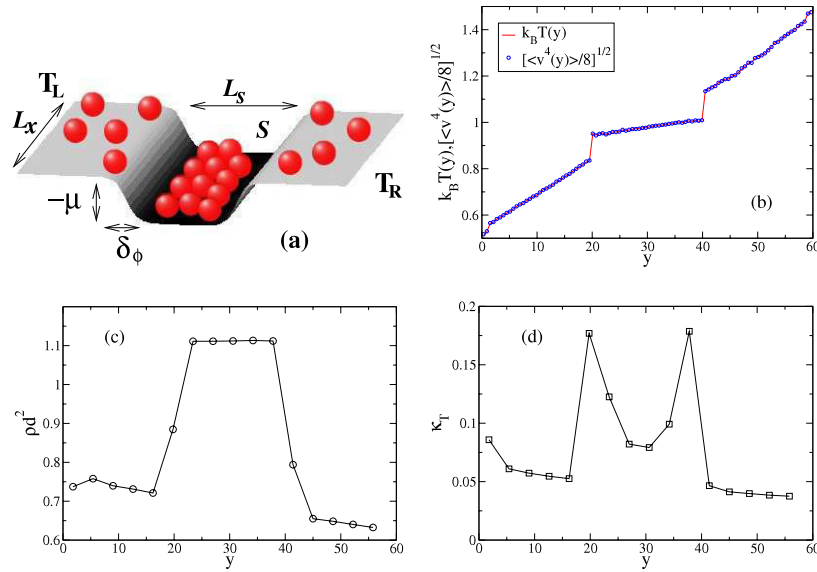 T_L
L_s
L_x
S
T_R
−μ
δ_ϕ
(a)
k_BT(y),[<v^4(y)>/8]^{1/2}
1.4
1.2
1
0.8
0.6
k_BT(y)
[<v^4(y)>/8]^{1/2}
(b)
0 10 20 30 40 50 60
y
ρd^2
1.1
1
0.9
0.8
0.7
0.6
(c)
0 10 20 30 40 50 60
y
κ_T
0.2
0.15
0.1
0.05
0
(d)
0 10 20 30 40 50 60
y